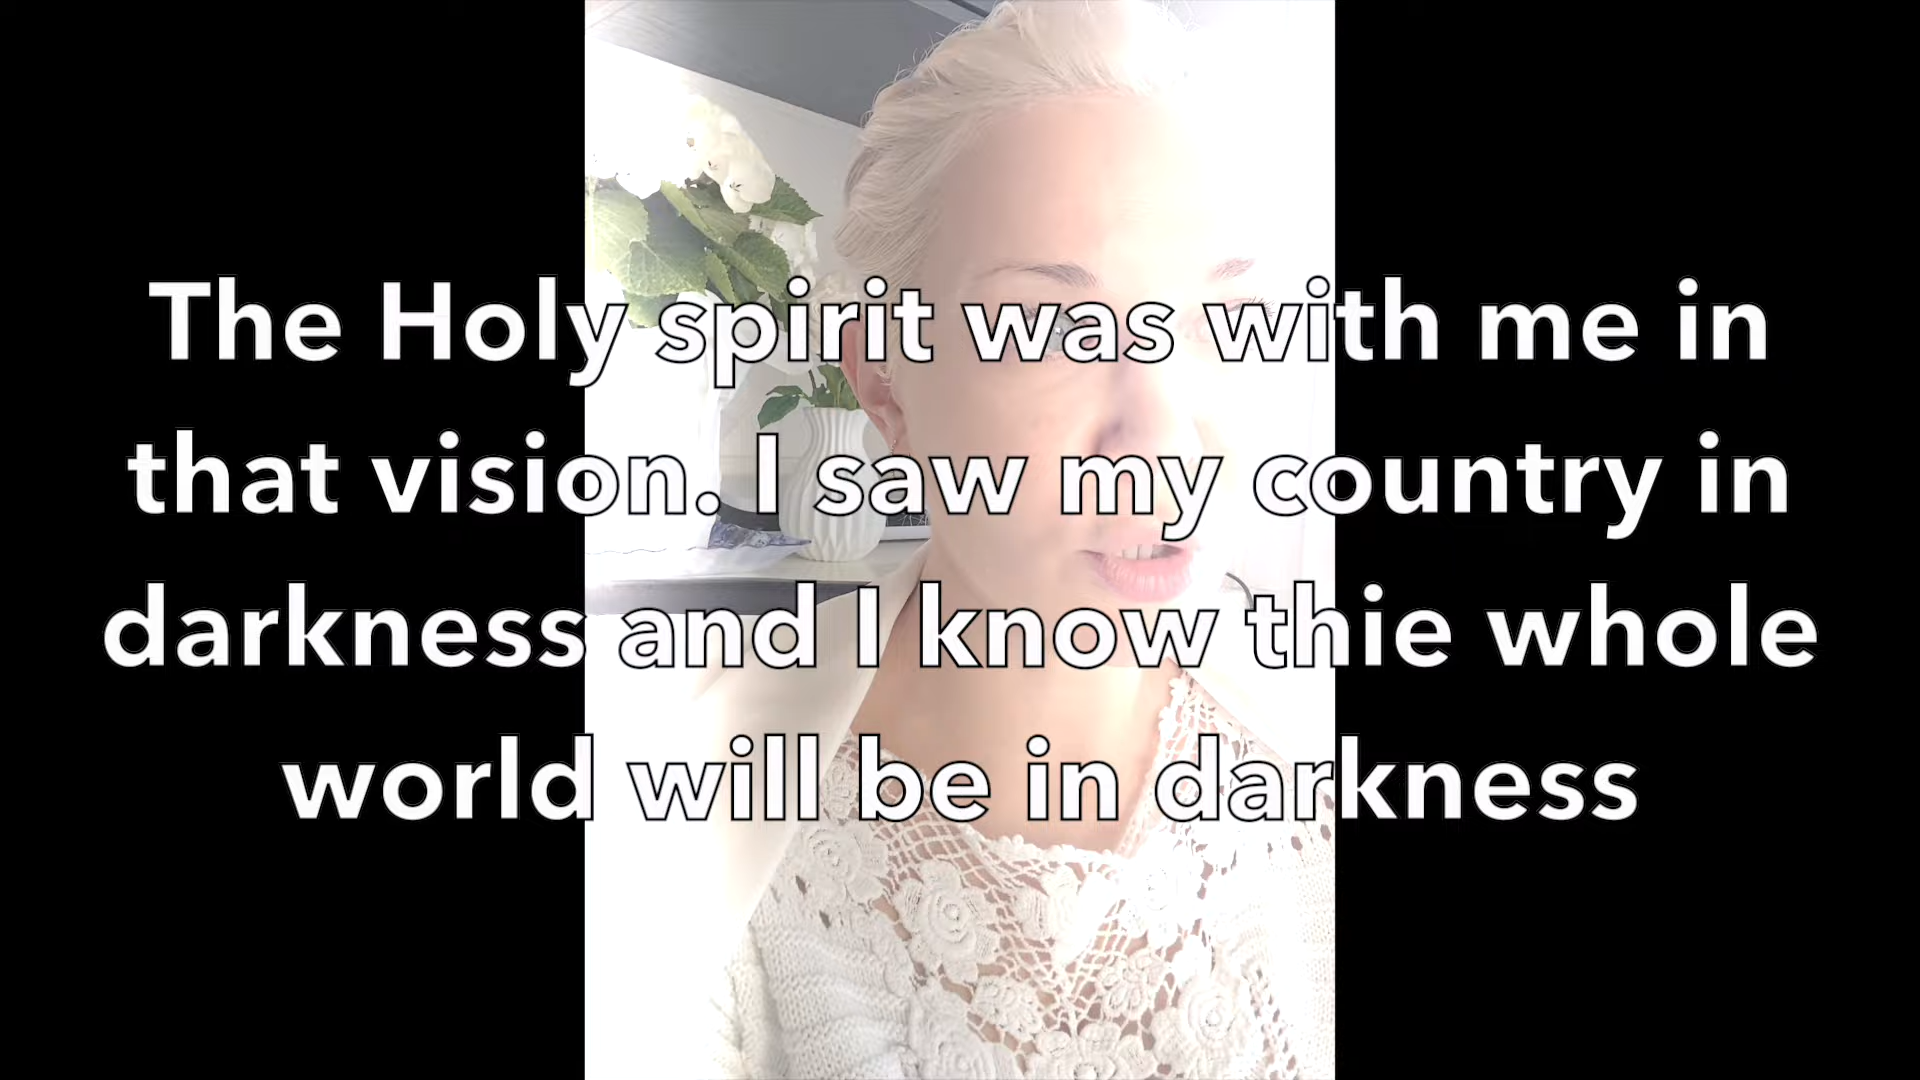 The Holy spirit was with me in
that vision. I saw my country in
darkness and I know thie whole
world will be in darkness